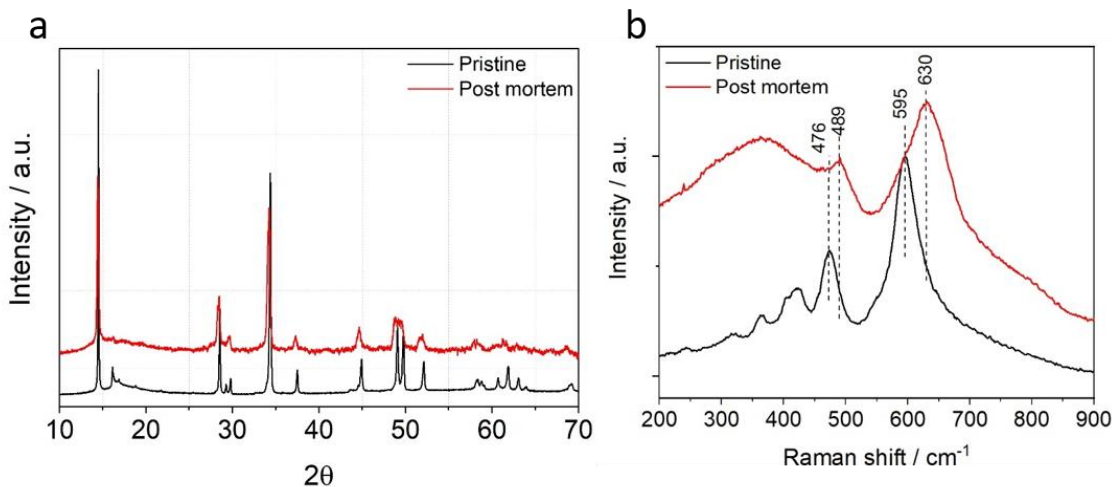 a
Pristine
Post mortem
Intensity / a.u.
10 20 30 40 50 60 70
2θ
b
Pristine
Post mortem
476
489
595
630
Intensity / a.u.
200 300 400 500 600 700 800 900
Raman shift / cm⁻¹